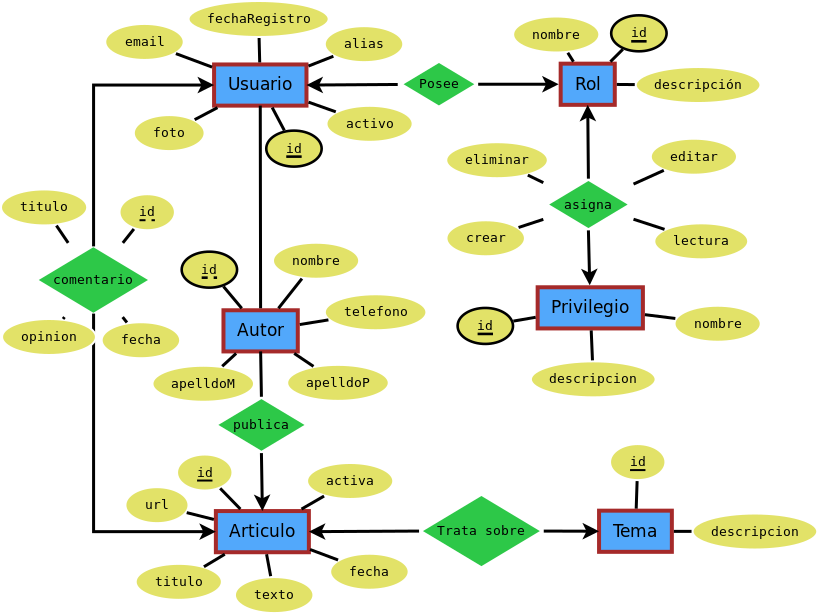 fechaRegistro
email
alias
nombre
id
Usuario
Posee
Rol
descripción
foto
activo
id
eliminar
editar
titulo
id
asigna
crear
lectura
comentario
id
nombre
opinion
fecha
Autor
telefono
Privilegio
id
nombre
apelldoM
apelldoP
descripcion
publica
id
activa
id
url
Articulo
Trata sobre
Tema
descripcion
titulo
texto
fecha